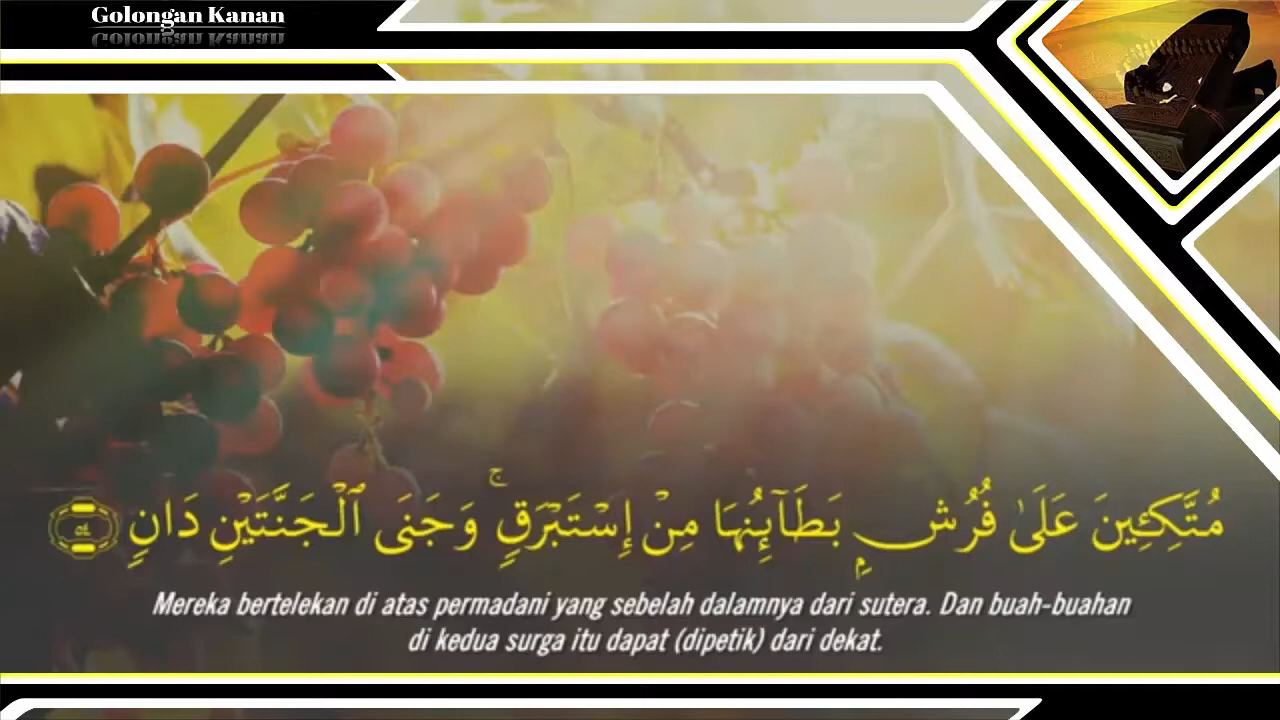 Golongan Kanan
مُتَّكِـِٔينَ عَلَىٰ فُرُشٍۭ بَطَآئِنُهَا مِنْ إِسْتَبْرَقٍۢ ۚ وَجَنَى ٱلْجَنَّتَيْنِ دَانٍۢ ٥٤
Mereka bertelekan di atas permadani yang sebelah dalamnya dari sutera. Dan buah-buahan
di kedua surga itu dapat (dipetik) dari dekat.